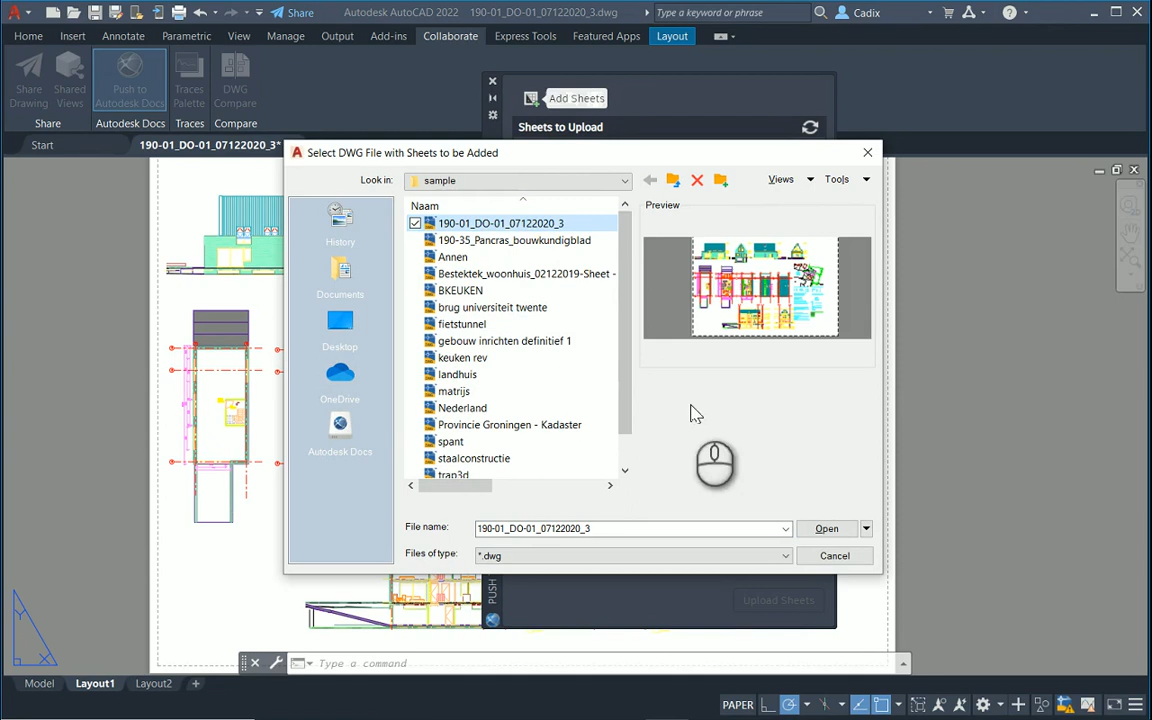 Share
Autodesk AutoCAD 2022 190-01_DO-01_07122020_3.dwg
Type a keyword or phrase
Cadix
Home Insert Annotate Parametric View Manage Output Add-ins Collaborate Express Tools Featured Apps Layout
Share Drawing
Shared Views
Push to Autodesk Docs
Traces Palette
DWG Compare
Share Autodesk Docs Traces Compare
Add Sheets
Sheets to Upload
Start 190-01_DO-01_07122020_3*
Select DWG File with Sheets to be Added
Look in: sample Views Tools
Naam
Preview
190-01_DO-01_07122020_3
190-35_Pancras_bouwkundigblad
Annen
Bestektek_woonhuis_02122019-Sheet -
BKEUKEN
brug universiteit twente
fietstunnel
gebouw inrichten definitief 1
keuken rev
landhuis
matrijs
Nederland
Provincie Groningen - Kadaster
spant
staalconstructie
trap3d
History
Documents
Desktop
OneDrive
Autodesk Docs
File name: 190-01_DO-01_07122020_3 Open
Files of type: *.dwg Cancel
PUSH
Upload Sheets
Y
X
Type a command
Model Layout1 Layout2 +
PAPER